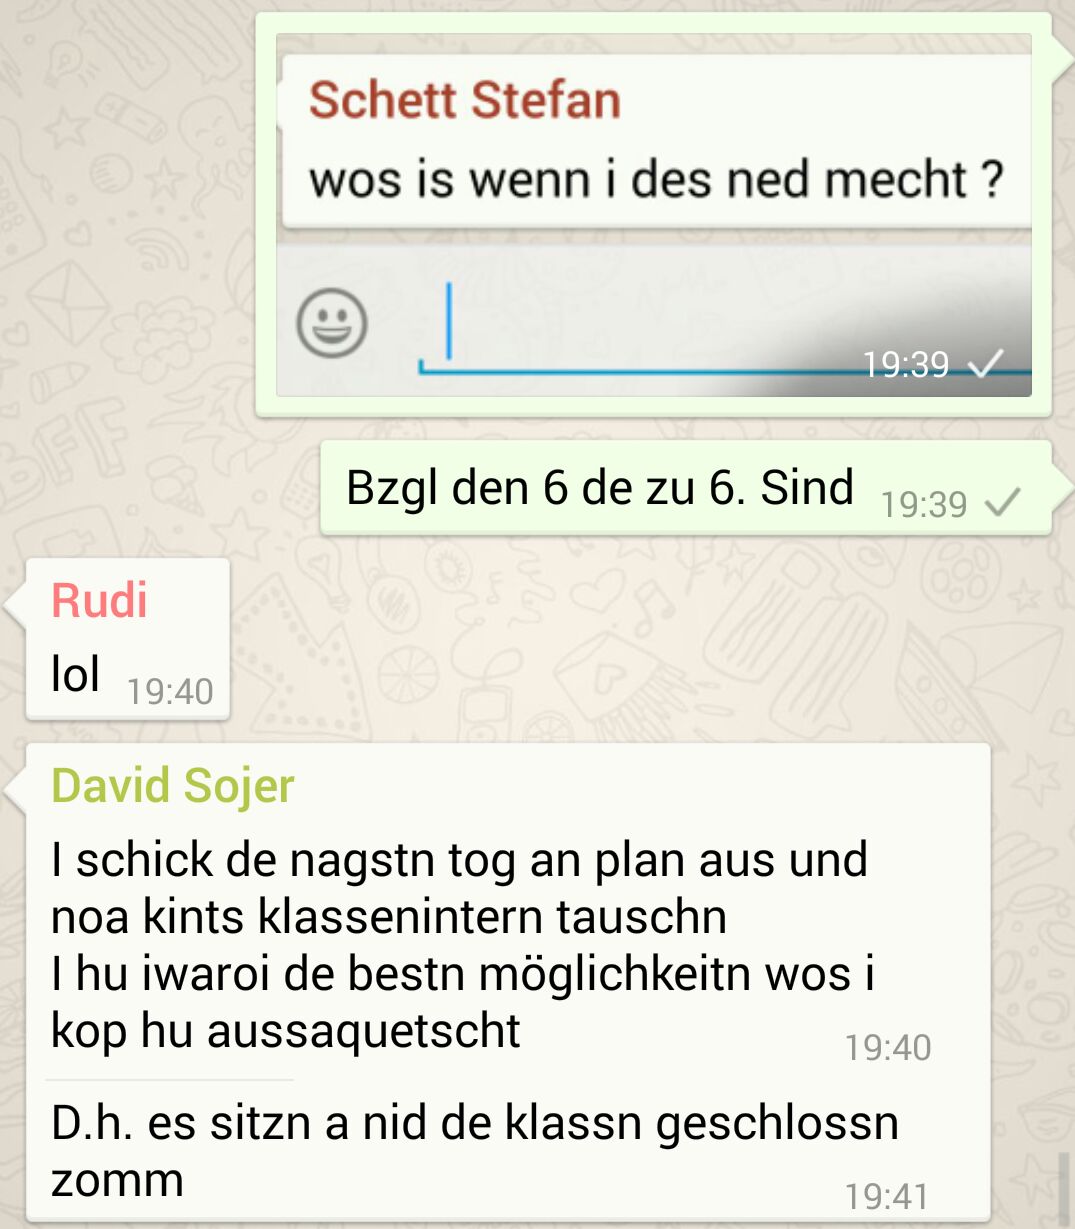 Schett Stefan
wos is wenn i des ned mecht ?
19:39
Bzgl den 6 de zu 6. Sind 19:39
Rudi
lol 19:40
David Sojer
I schick de nagstn tog an plan aus und
noa kints klassenintern tauschn
I hu iwaroi de bestn möglichkeitn wos i
kop hu aussaquetscht
19:40
D.h. es sitzn a nid de klassn geschlossn
zomm
19:41